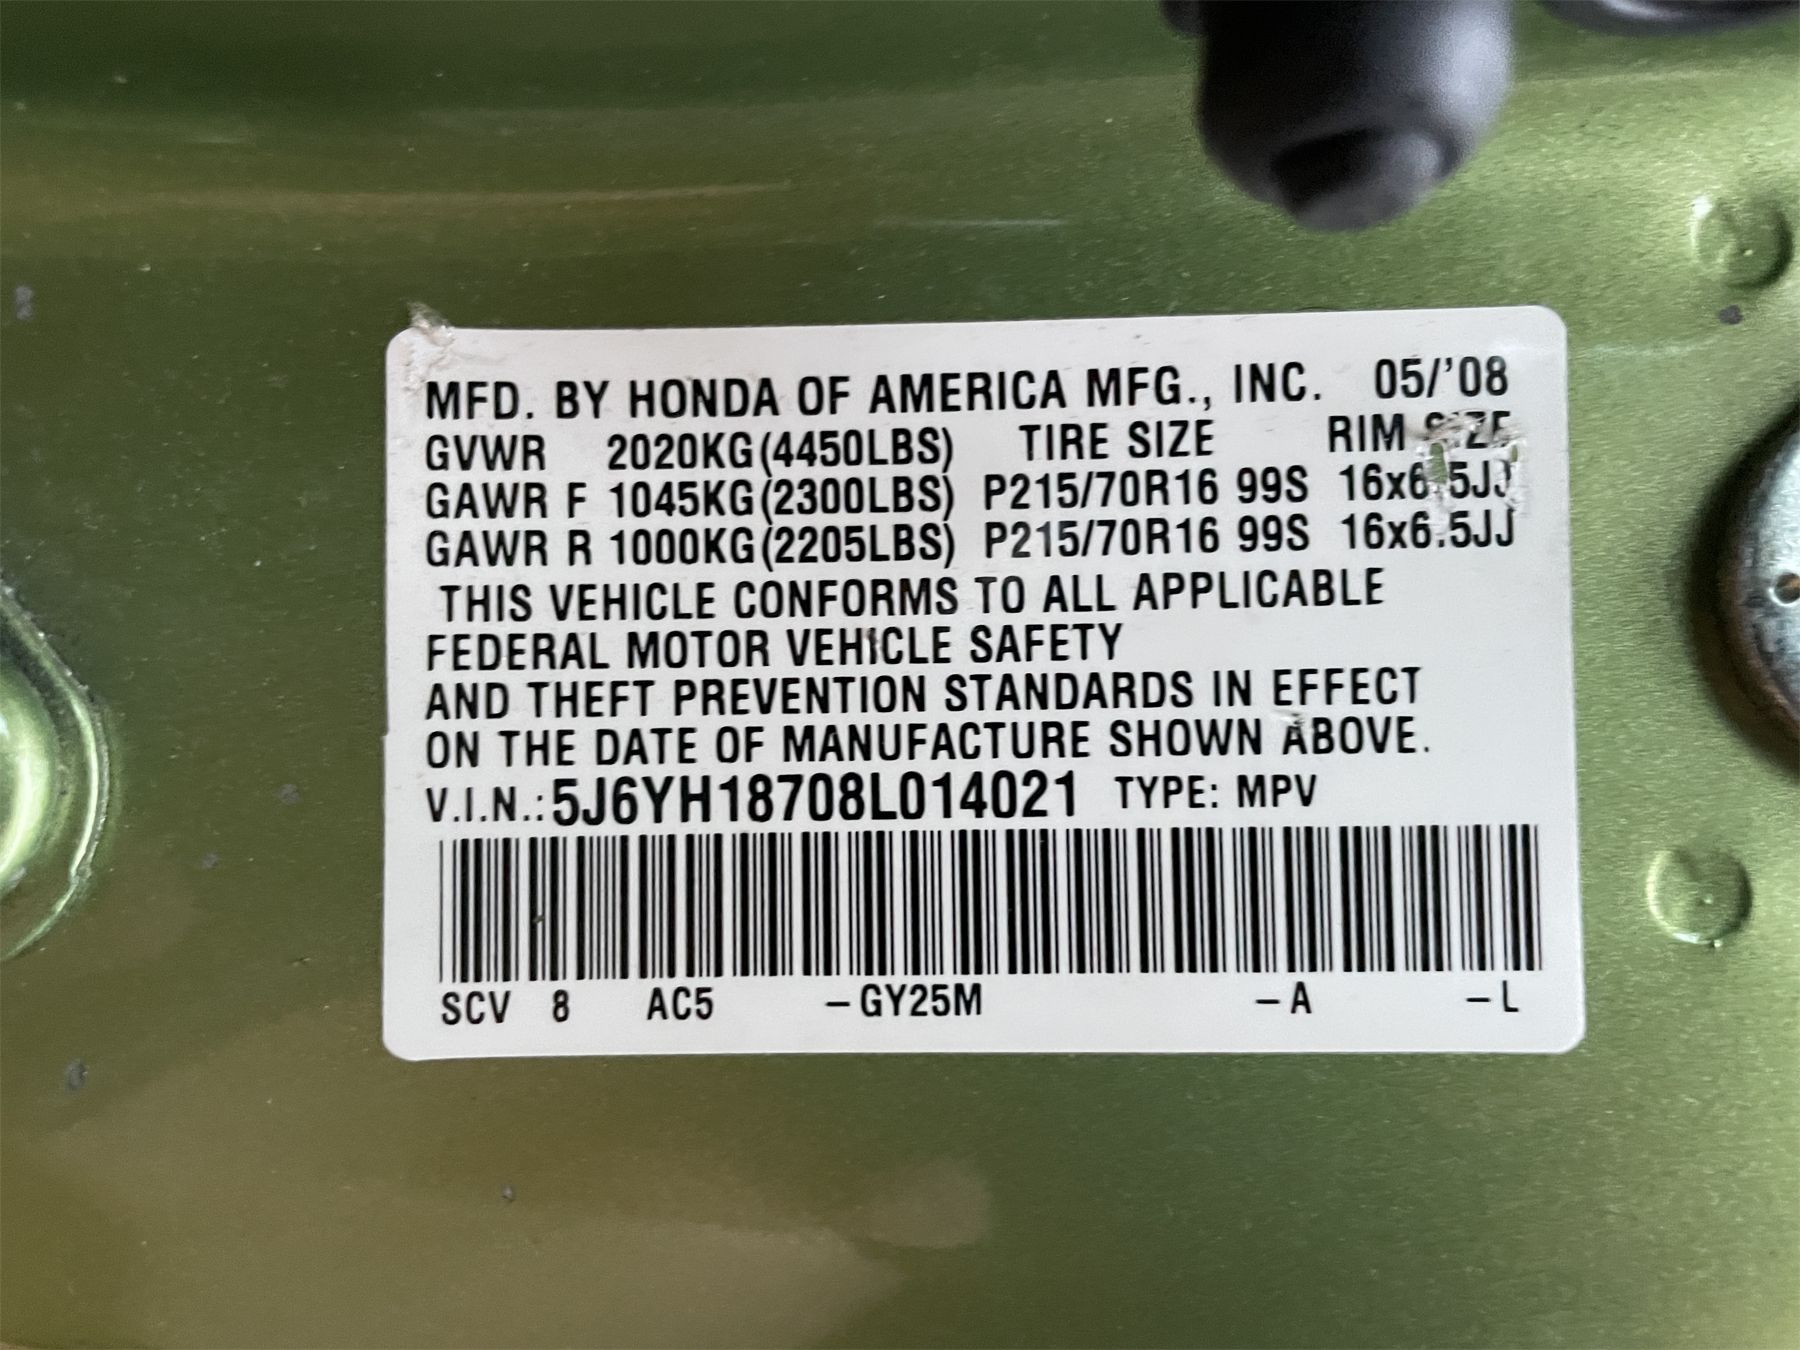 MFD. BY HONDA OF AMERICA MFG., INC. 05/'08
GVWR 2020KG(4450LBS) TIRE SIZE RIM SIZE
GAWR F 1045KG(2300LBS) P215/70R16 99S 16x6.5JJ
GAWR R 1000KG(2205LBS) P215/70R16 99S 16x6.5JJ
THIS VEHICLE CONFORMS TO ALL APPLICABLE
FEDERAL MOTOR VEHICLE SAFETY
AND THEFT PREVENTION STANDARDS IN EFFECT
ON THE DATE OF MANUFACTURE SHOWN ABOVE.
V.I.N.: 5J6YH18708L014021 TYPE: MPV
SCV 8 AC5 –GY25M –A –L